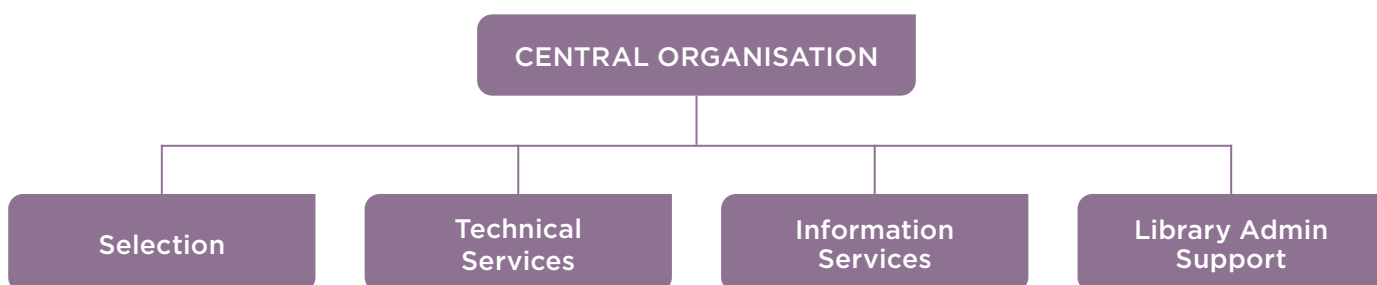 CENTRAL ORGANISATION
Selection
Technical
Services
Information
Services
Library Admin
Support